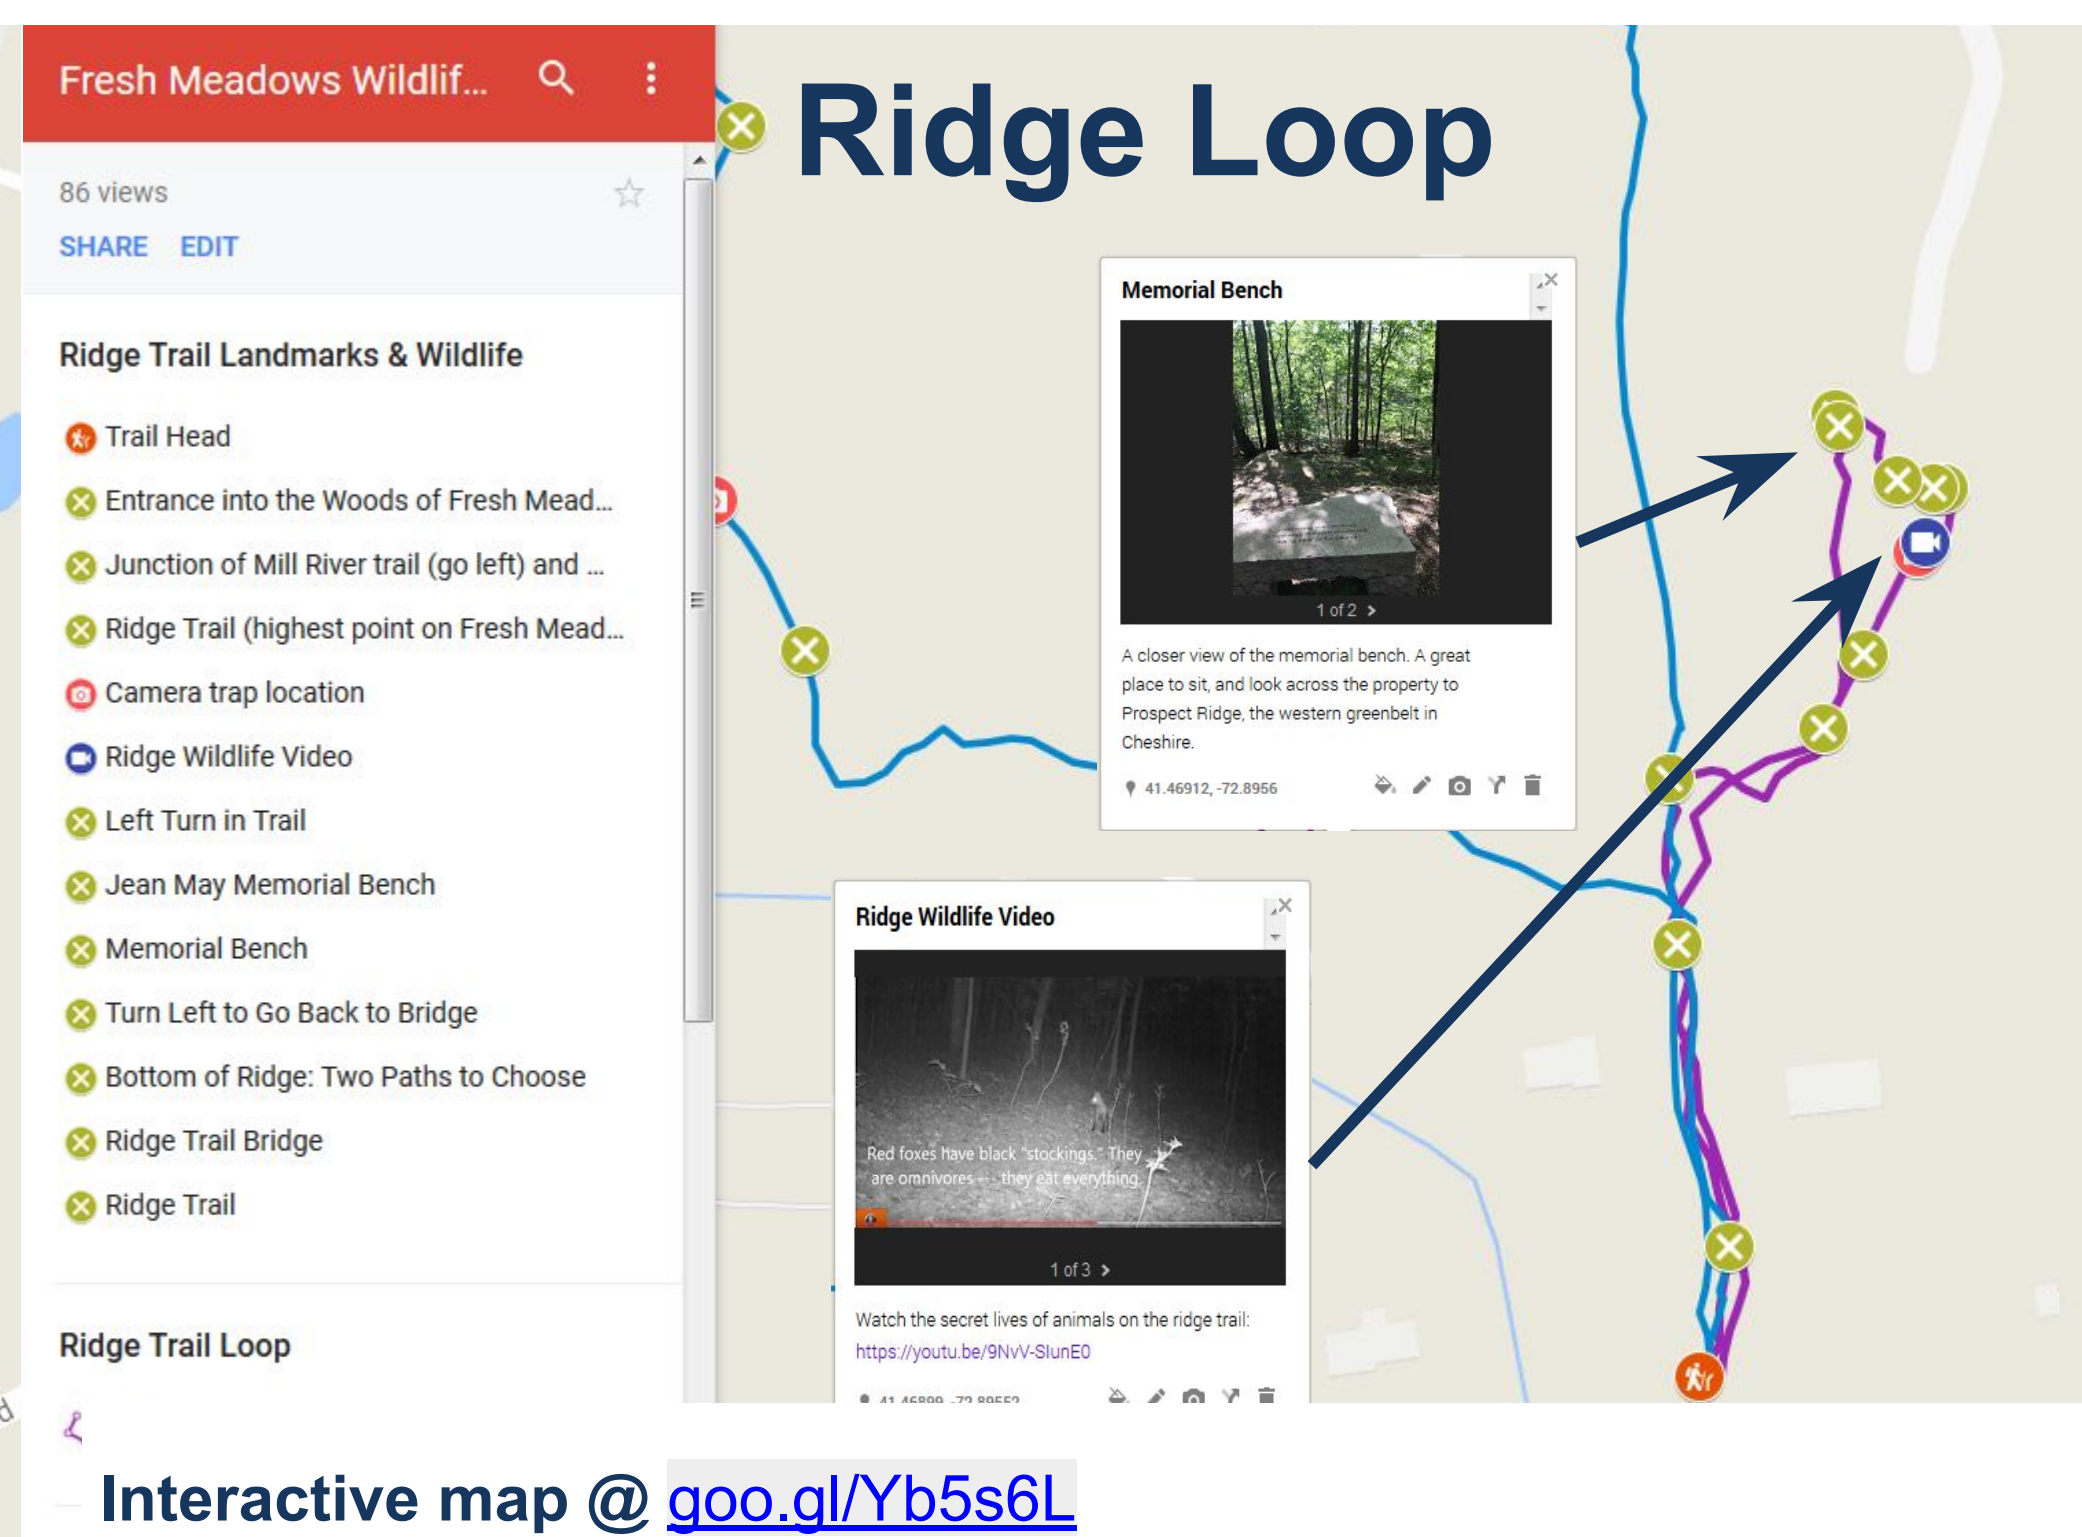 Fresh Meadows Wildlif...
86 views
SHARE EDIT
Ridge Trail Landmarks & Wildlife
Trail Head
Entrance into the Woods of Fresh Mead...
Junction of Mill River trail (go left) and ...
Ridge Trail (highest point on Fresh Mead...
Camera trap location
Ridge Wildlife Video
Left Turn in Trail
Jean May Memorial Bench
Memorial Bench
Turn Left to Go Back to Bridge
Bottom of Ridge: Two Paths to Choose
Ridge Trail Bridge
Ridge Trail
Ridge Trail Loop
Ridge Loop
Memorial Bench
1 of 2 >
A closer view of the memorial bench. A great
place to sit, and look across the property to
Prospect Ridge, the western greenbelt in
Cheshire.
41.46912, -72.8956
Ridge Wildlife Video
Red foxes have black "stockings." They
are omnivores -- they eat everything.
1 of 3 >
Watch the secret lives of animals on the ridge trail:
https://youtu.be/9NvV-SIunE0
41.46899, -72.89552
Interactive map @ goo.gl/Yb5s6L